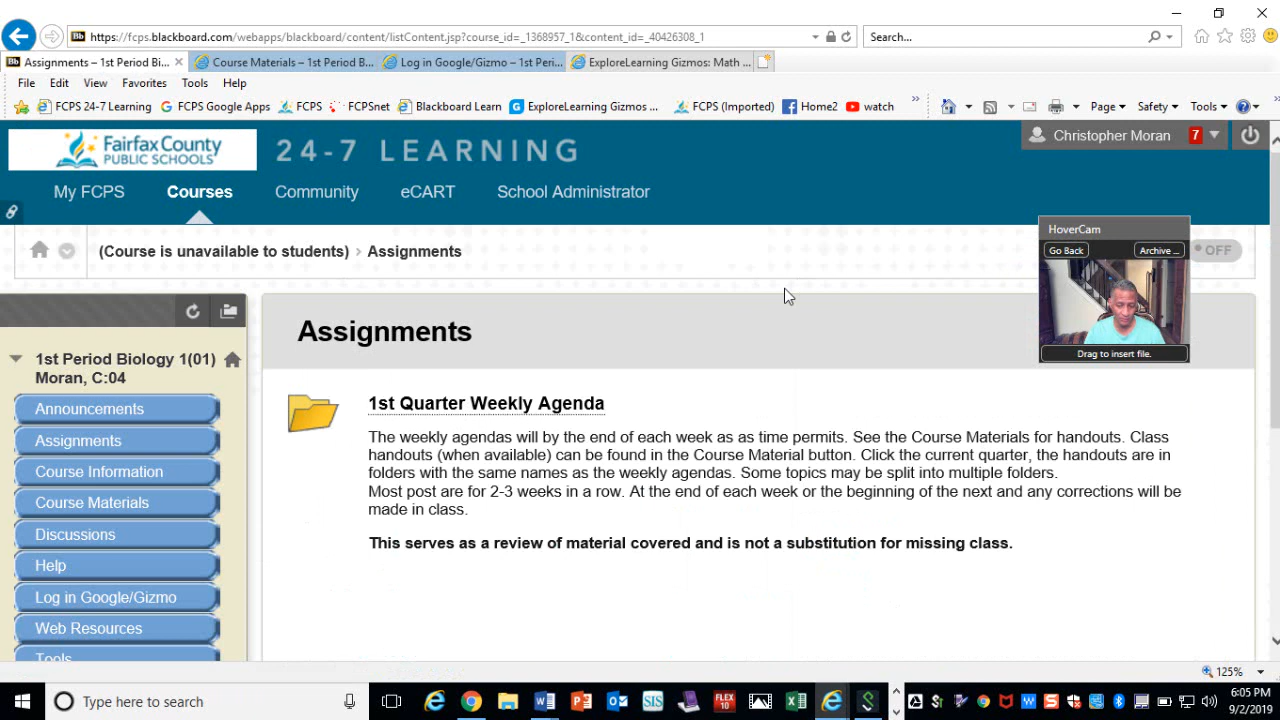 https://fcps.blackboard.com/webapps/blackboard/content/listContent.jsp?course_id=_1368957_1&content_id=_40426308_1
Search...
Bb Assignments – 1st Period Bi...
Course Materials – 1st Period B...
Log in Google/Gizmo – 1st Peri...
ExploreLearning Gizmos: Math ...
File Edit View Favorites Tools Help
FCPS 24-7 Learning
FCPS Google Apps
FCPS
FCPSnet
Blackboard Learn
ExploreLearning Gizmos ...
FCPS (Imported)
Home2
watch
Page
Safety
Tools
Fairfax County
PUBLIC SCHOOLS
24-7 LEARNING
Christopher Moran 7
My FCPS Courses Community eCART School Administrator
HoverCam
Go Back Archive ...
Drag to insert file.
(Course is unavailable to students) › Assignments
OFF
Assignments
1st Period Biology 1(01)
Moran, C:04
Announcements
Assignments
Course Information
Course Materials
Discussions
Help
Log in Google/Gizmo
Web Resources
Tools
1st Quarter Weekly Agenda
The weekly agendas will by the end of each week as as time permits. See the Course Materials for handouts. Class
handouts (when available) can be found in the Course Material button. Click the current quarter, the handouts are in
folders with the same names as the weekly agendas. Some topics may be split into multiple folders.
Most post are for 2-3 weeks in a row. At the end of each week or the beginning of the next and any corrections will be
made in class.
This serves as a review of material covered and is not a substitution for missing class.
125%
Type here to search
SIS
FLEX
10
6:05 PM
9/2/2019